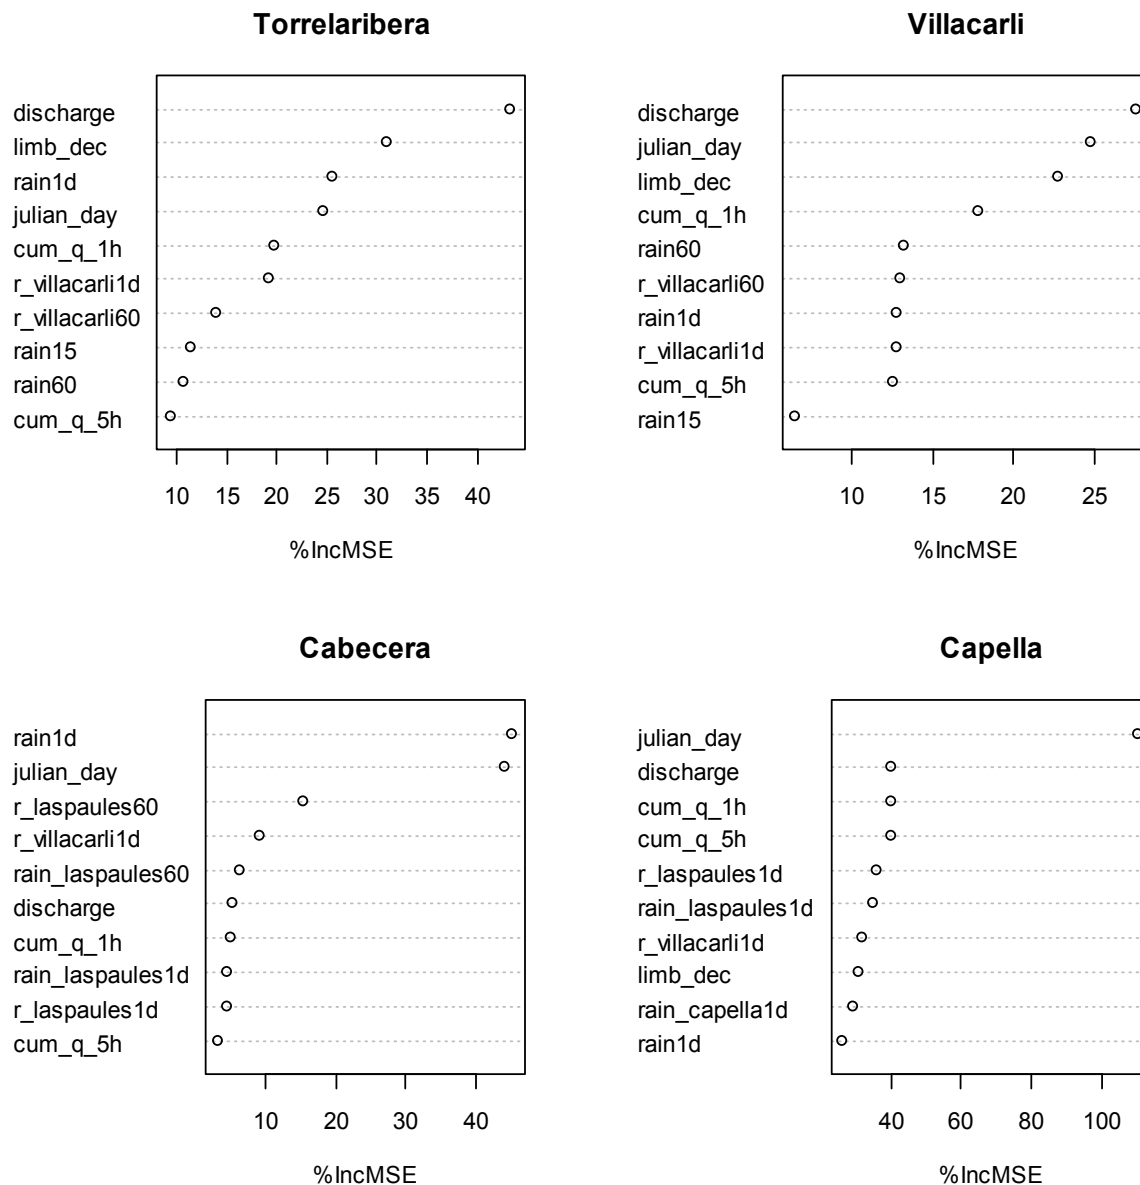 Torrelaribera
discharge
limb_dec
rain1d
julian_day
cum_q_1h
r_villacarli1d
r_villacarli60
rain15
rain60
cum_q_5h
10 15 20 25 30 35 40
%IncMSE
Villacarli
discharge
julian_day
limb_dec
cum_q_1h
rain60
r_villacarli60
rain1d
r_villacarli1d
cum_q_5h
rain15
10 15 20 25
%IncMSE
Cabecera
rain1d
julian_day
r_laspaules60
r_villacarli1d
rain_laspaules60
discharge
cum_q_1h
rain_laspaules1d
r_laspaules1d
cum_q_5h
10 20 30 40
%IncMSE
Capella
julian_day
discharge
cum_q_1h
cum_q_5h
r_laspaules1d
rain_laspaules1d
r_villacarli1d
limb_dec
rain_capella1d
rain1d
40 60 80 100
%IncMSE